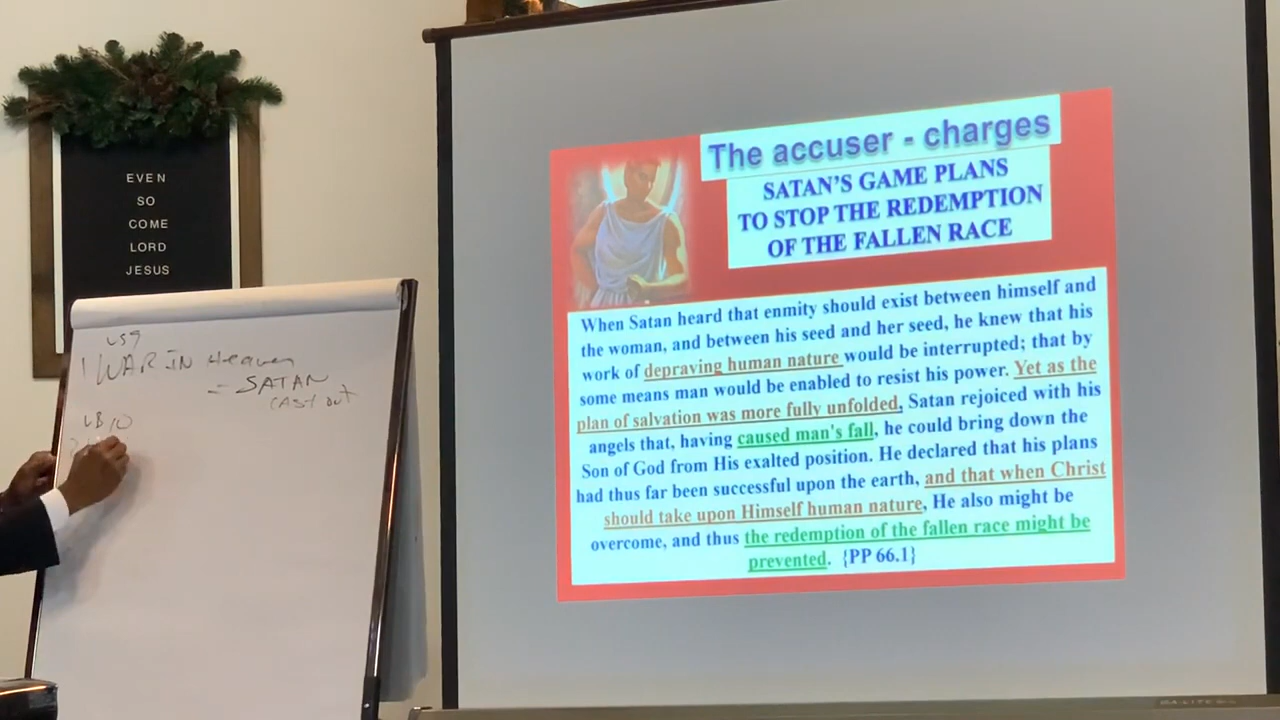 EVEN
SO
COME
LORD
JESUS
WAR IN Heaven
= SATAN
CAST out
The accuser - charges
SATAN'S GAME PLANS
TO STOP THE REDEMPTION
OF THE FALLEN RACE
When Satan heard that enmity should exist between himself and
the woman, and between his seed and her seed, he knew that his
work of depraving human nature would be interrupted; that by
some means man would be enabled to resist his power. Yet as the
plan of salvation was more fully unfolded, Satan rejoiced with his
angels that, having caused man's fall, he could bring down the
Son of God from His exalted position. He declared that his plans
had thus far been successful upon the earth, and that when Christ
should take upon Himself human nature, He also might be
overcome, and thus the redemption of the fallen race might be
prevented. {PP 66.1}